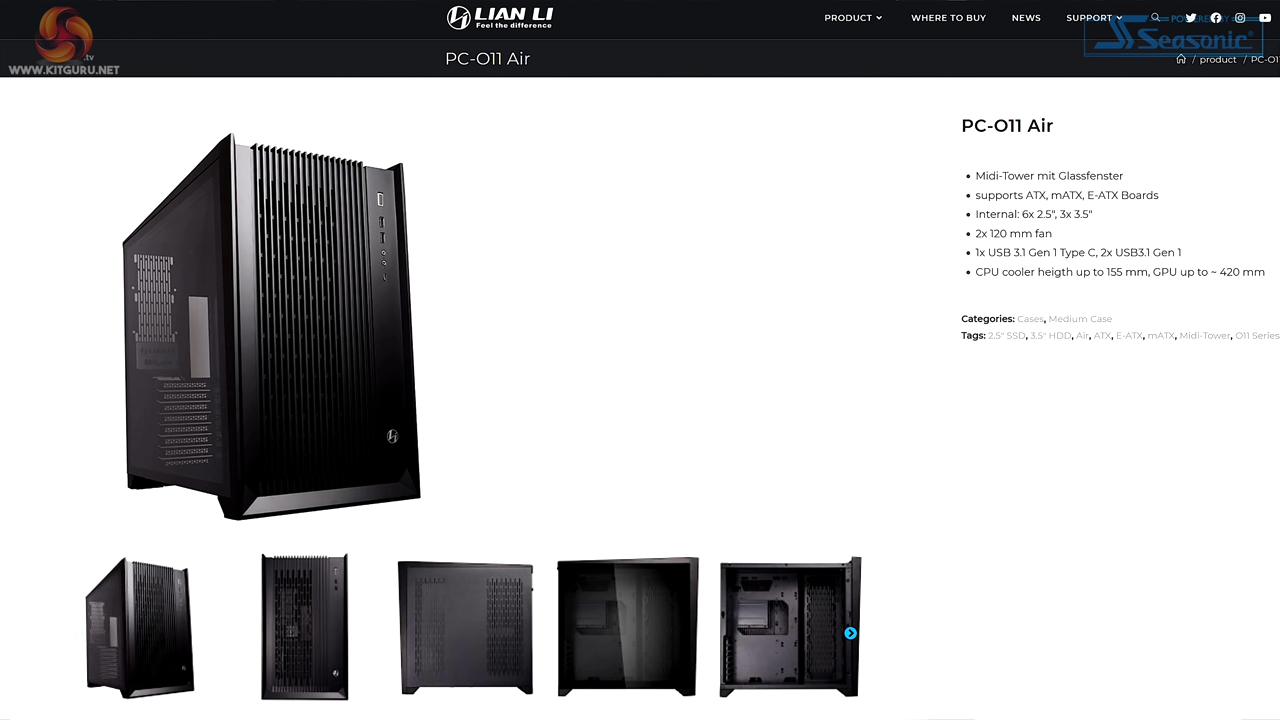 LIAN LI
Feel the difference
PRODUCT
WHERE TO BUY
NEWS
SUPPORT
POWERED BY
Seasonic®
.tv
WWW.KITGURU.NET
PC-O11 Air
/ product / PC-O11
PC-O11 Air
• Midi-Tower mit Glassfenster
• supports ATX, mATX, E-ATX Boards
• Internal: 6x 2.5", 3x 3.5"
• 2x 120 mm fan
• 1x USB 3.1 Gen 1 Type C, 2x USB3.1 Gen 1
• CPU cooler heigth up to 155 mm, GPU up to ~ 420 mm
Categories: Cases, Medium Case
Tags: 2.5" SSD, 3.5" HDD, Air, ATX, E-ATX, mATX, Midi-Tower, O11 Series